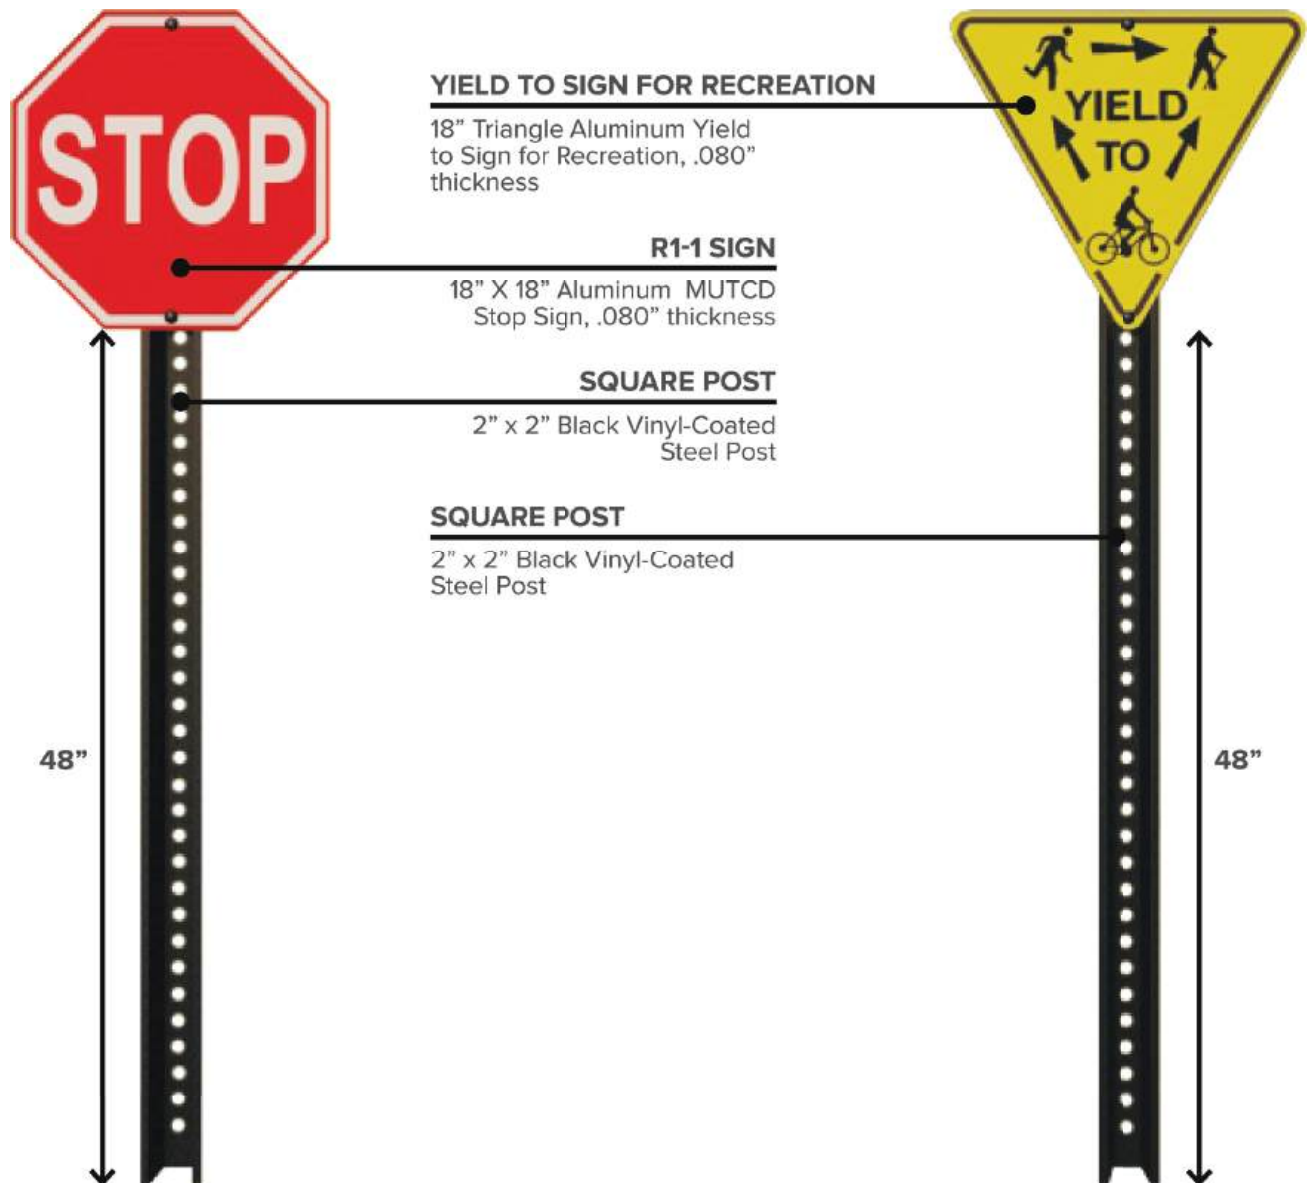 STOP
YIELD
TO
YIELD TO SIGN FOR RECREATION
18” Triangle Aluminum Yield
to Sign for Recreation, .080”
thickness
R1-1 SIGN
18” X 18” Aluminum MUTCD
Stop Sign, .080” thickness
SQUARE POST
2” x 2” Black Vinyl-Coated
Steel Post
SQUARE POST
2” x 2” Black Vinyl-Coated
Steel Post
48”
48”